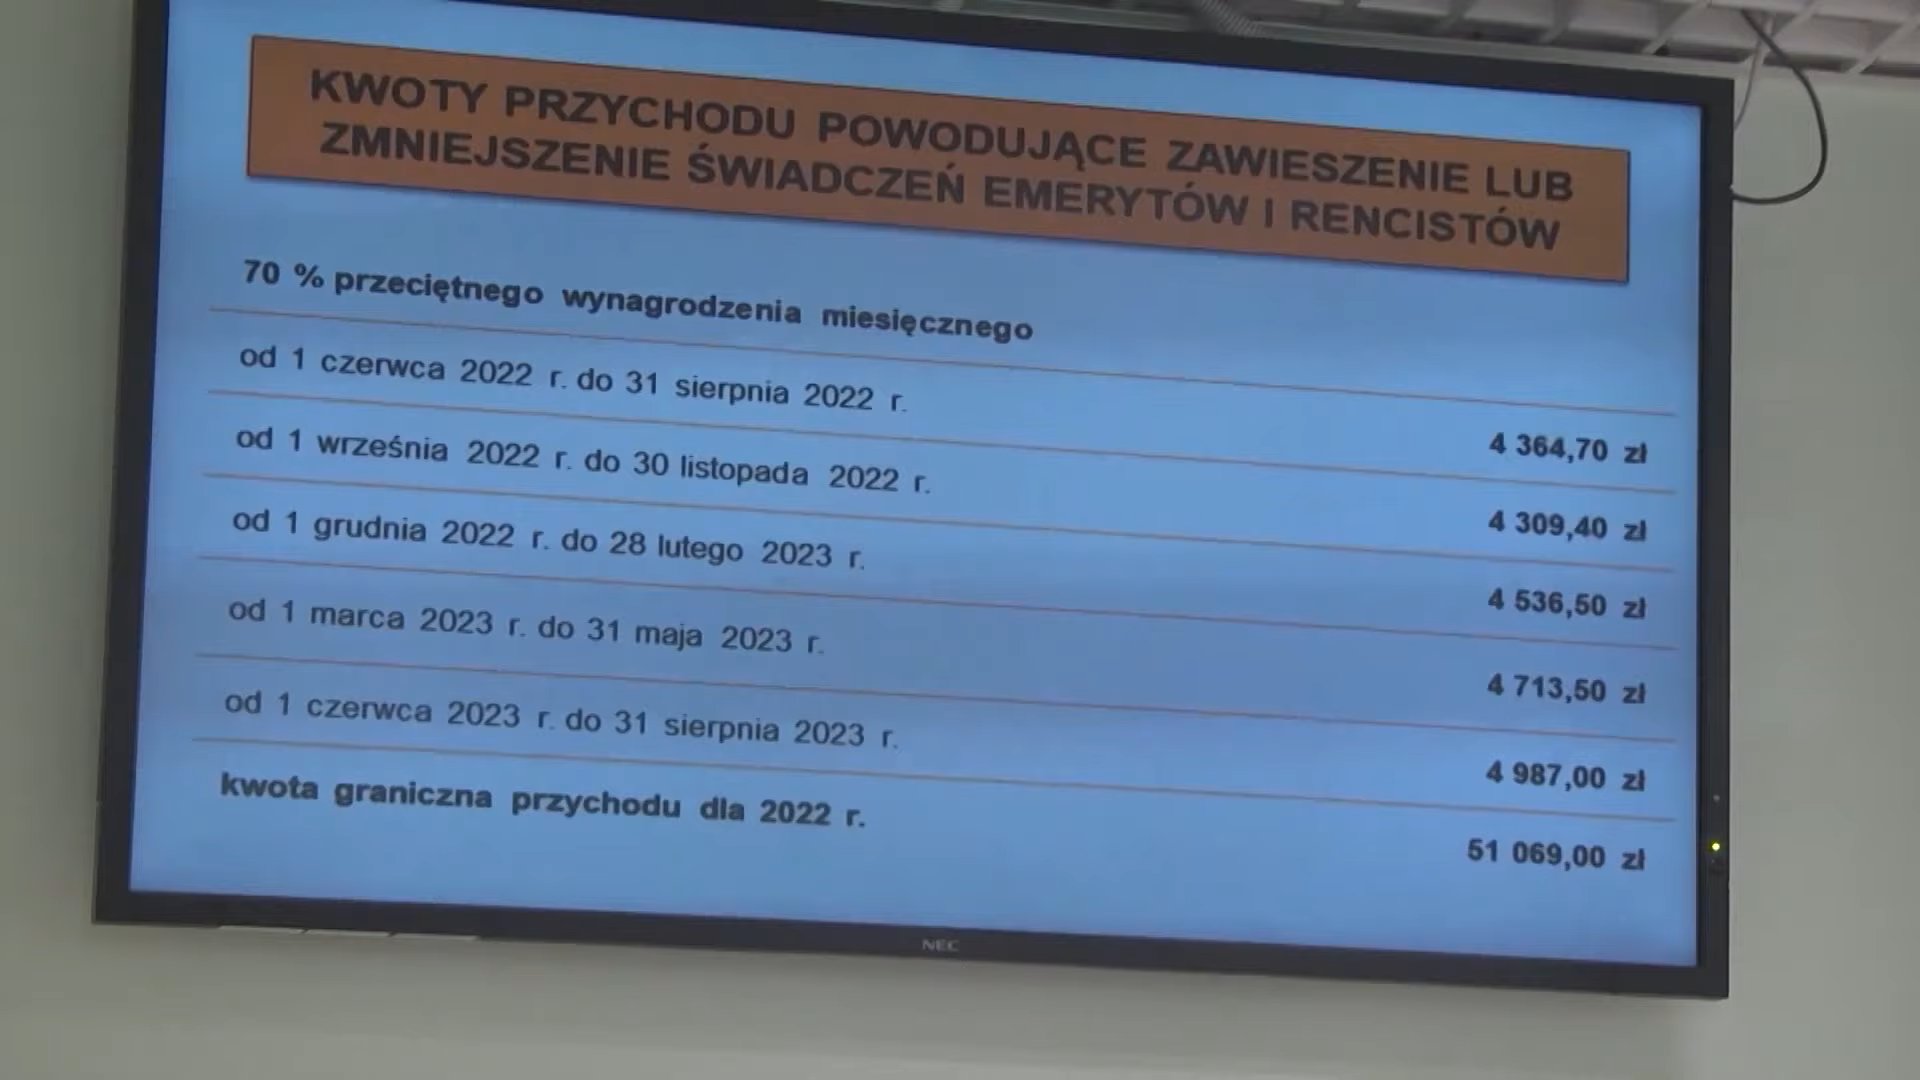 KWOTY PRZYCHODU POWODUJĄCE ZAWIESZENIE LUB
ZMNIEJSZENIE ŚWIADCZEŃ EMERYTÓW I RENCISTÓW
70 % przeciętnego wynagrodzenia miesięcznego
od 1 czerwca 2022 r. do 31 sierpnia 2022 r. 4 364,70 zł
od 1 września 2022 r. do 30 listopada 2022 r. 4 309,40 zł
od 1 grudnia 2022 r. do 28 lutego 2023 r. 4 536,50 zł
od 1 marca 2023 r. do 31 maja 2023 r. 4 713,50 zł
od 1 czerwca 2023 r. do 31 sierpnia 2023 r. 4 987,00 zł
kwota graniczna przychodu dla 2022 r. 51 069,00 zł
NEC